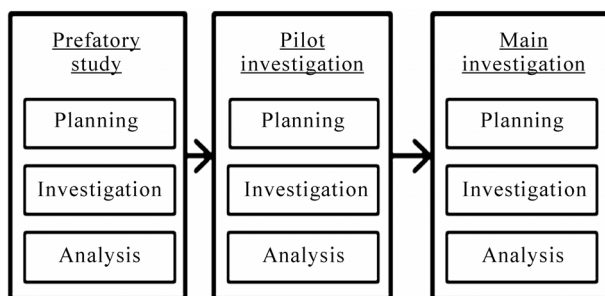 Prefatory
study
Planning
Investigation
Analysis
Pilot
investigation
Planning
Investigation
Analysis
Main
investigation
Planning
Investigation
Analysis